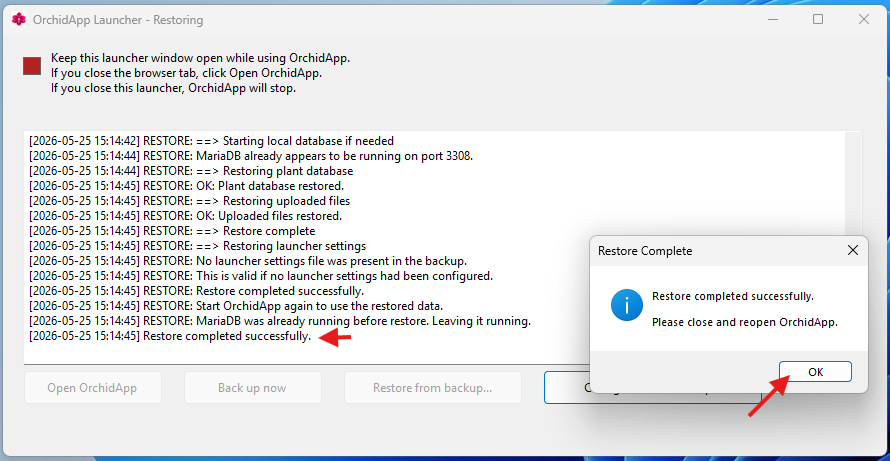 OrchidApp Launcher - Restoring
Keep this launcher window open while using OrchidApp.
If you close the browser tab, click Open OrchidApp.
If you close this launcher, OrchidApp will stop.
[2026-05-25 15:14:42] RESTORE: ==> Starting local database if needed
[2026-05-25 15:14:44] RESTORE: MariaDB already appears to be running on port 3308.
[2026-05-25 15:14:44] RESTORE: ==> Restoring plant database
[2026-05-25 15:14:45] RESTORE: OK: Plant database restored.
[2026-05-25 15:14:45] RESTORE: ==> Restoring uploaded files
[2026-05-25 15:14:45] RESTORE: OK: Uploaded files restored.
[2026-05-25 15:14:45] RESTORE: ==> Restore complete
[2026-05-25 15:14:45] RESTORE: ==> Restoring launcher settings
[2026-05-25 15:14:45] RESTORE: No launcher settings file was present in the backup.
[2026-05-25 15:14:45] RESTORE: This is valid if no launcher settings had been configured.
[2026-05-25 15:14:45] RESTORE: Restore completed successfully.
[2026-05-25 15:14:45] RESTORE: Start OrchidApp again to use the restored data.
[2026-05-25 15:14:45] RESTORE: MariaDB was already running before restore. Leaving it running.
[2026-05-25 15:14:45] Restore completed successfully.
Restore Complete
Restore completed successfully.
Please close and reopen OrchidApp.
OK
Open OrchidApp
Back up now
Restore from backup...